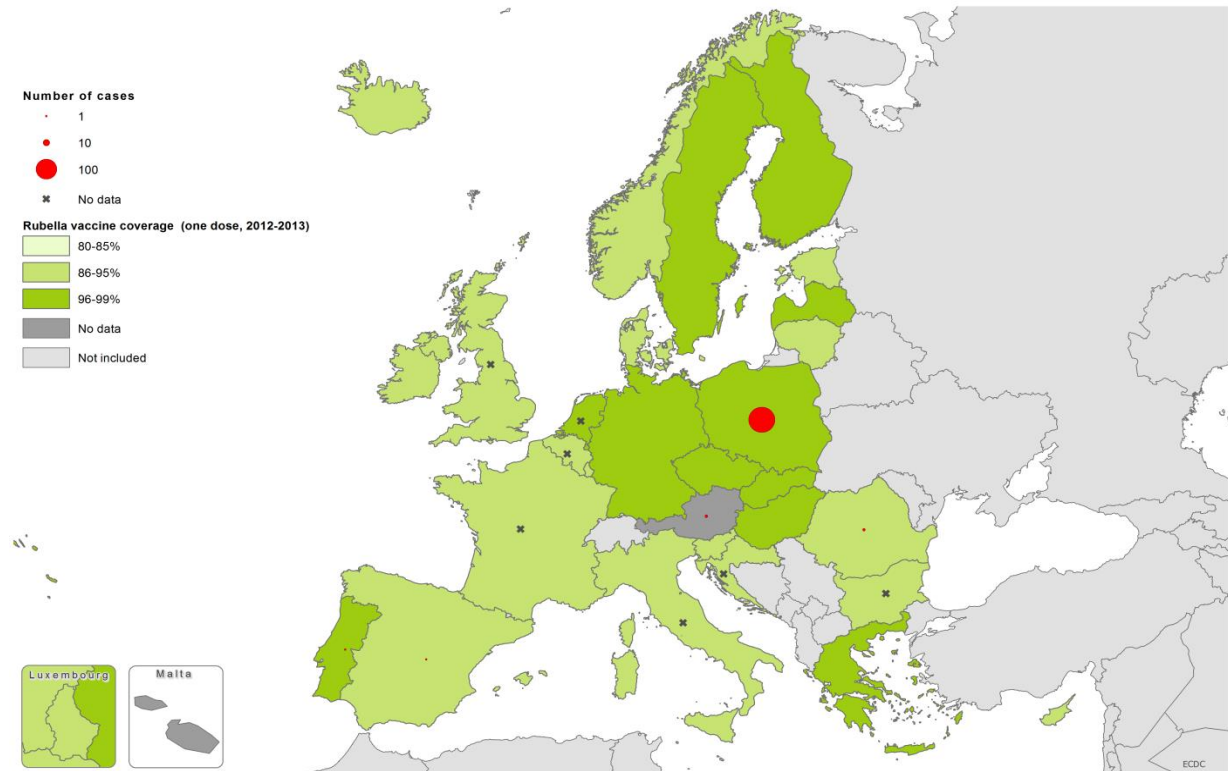 Number of cases
1
10
100
No data
Rubella vaccine coverage (one dose, 2012-2013)
80-85%
86-95%
96-99%
No data
Not included
Luxembourg
Malta
ECDC